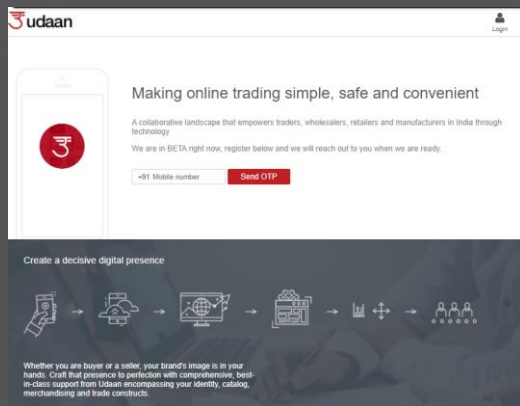 उ udaan
Login
Making online trading simple, safe and convenient
A collaborative landscape that empowers traders, wholesalers, retailers and manufacturers in India through
technology
We are in BETA right now, register below and we will reach out to you when we are ready.
उ
+91 Mobile number
Send OTP
Create a decisive digital presence
Whether you are buyer or a seller, your brand's image is in your
hands. Craft that presence to perfection with comprehensive, best-
in-class support from Udaan encompassing your identity, catalog,
merchandising and trade constructs.